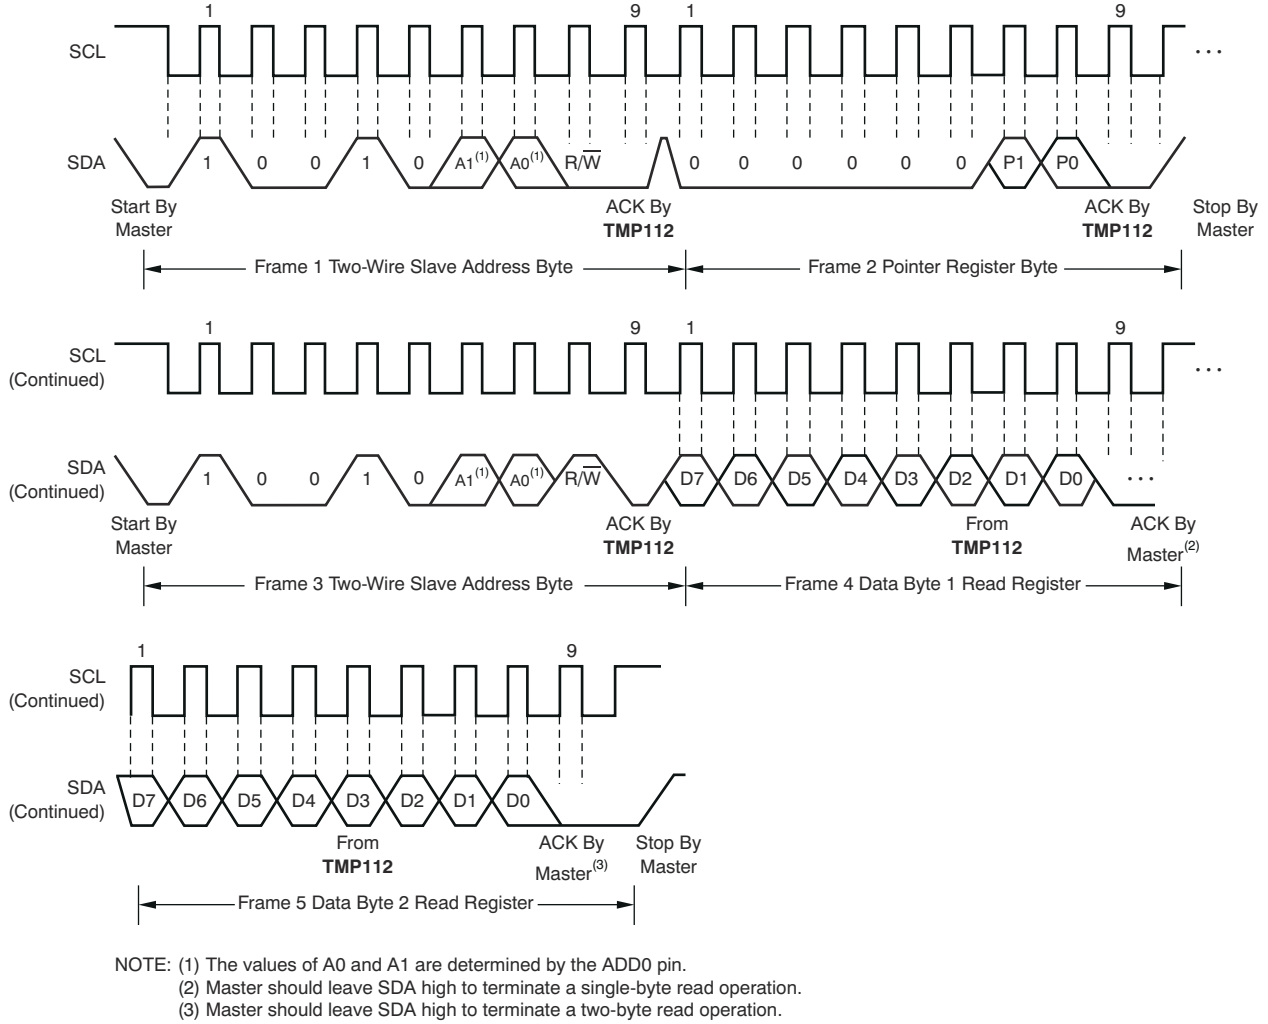 1 9 1 9
SCL ...
SDA 1 0 0 1 0 A1(1) A0(1) R/W 0 0 0 0 0 0 P1 P0
Start By Master
ACK By TMP112
ACK By TMP112
Stop By Master
Frame 1 Two-Wire Slave Address Byte
Frame 2 Pointer Register Byte
1 9 1 9
SCL (Continued) ...
SDA (Continued) 1 0 0 1 0 A1(1) A0(1) R/W D7 D6 D5 D4 D3 D2 D1 D0 ...
Start By Master
ACK By TMP112
From TMP112
ACK By Master(2)
Frame 3 Two-Wire Slave Address Byte
Frame 4 Data Byte 1 Read Register
1 9
SCL (Continued)
SDA (Continued) D7 D6 D5 D4 D3 D2 D1 D0
From TMP112
ACK By Master(3)
Stop By Master
Frame 5 Data Byte 2 Read Register
NOTE: (1) The values of A0 and A1 are determined by the ADD0 pin.
(2) Master should leave SDA high to terminate a single-byte read operation.
(3) Master should leave SDA high to terminate a two-byte read operation.